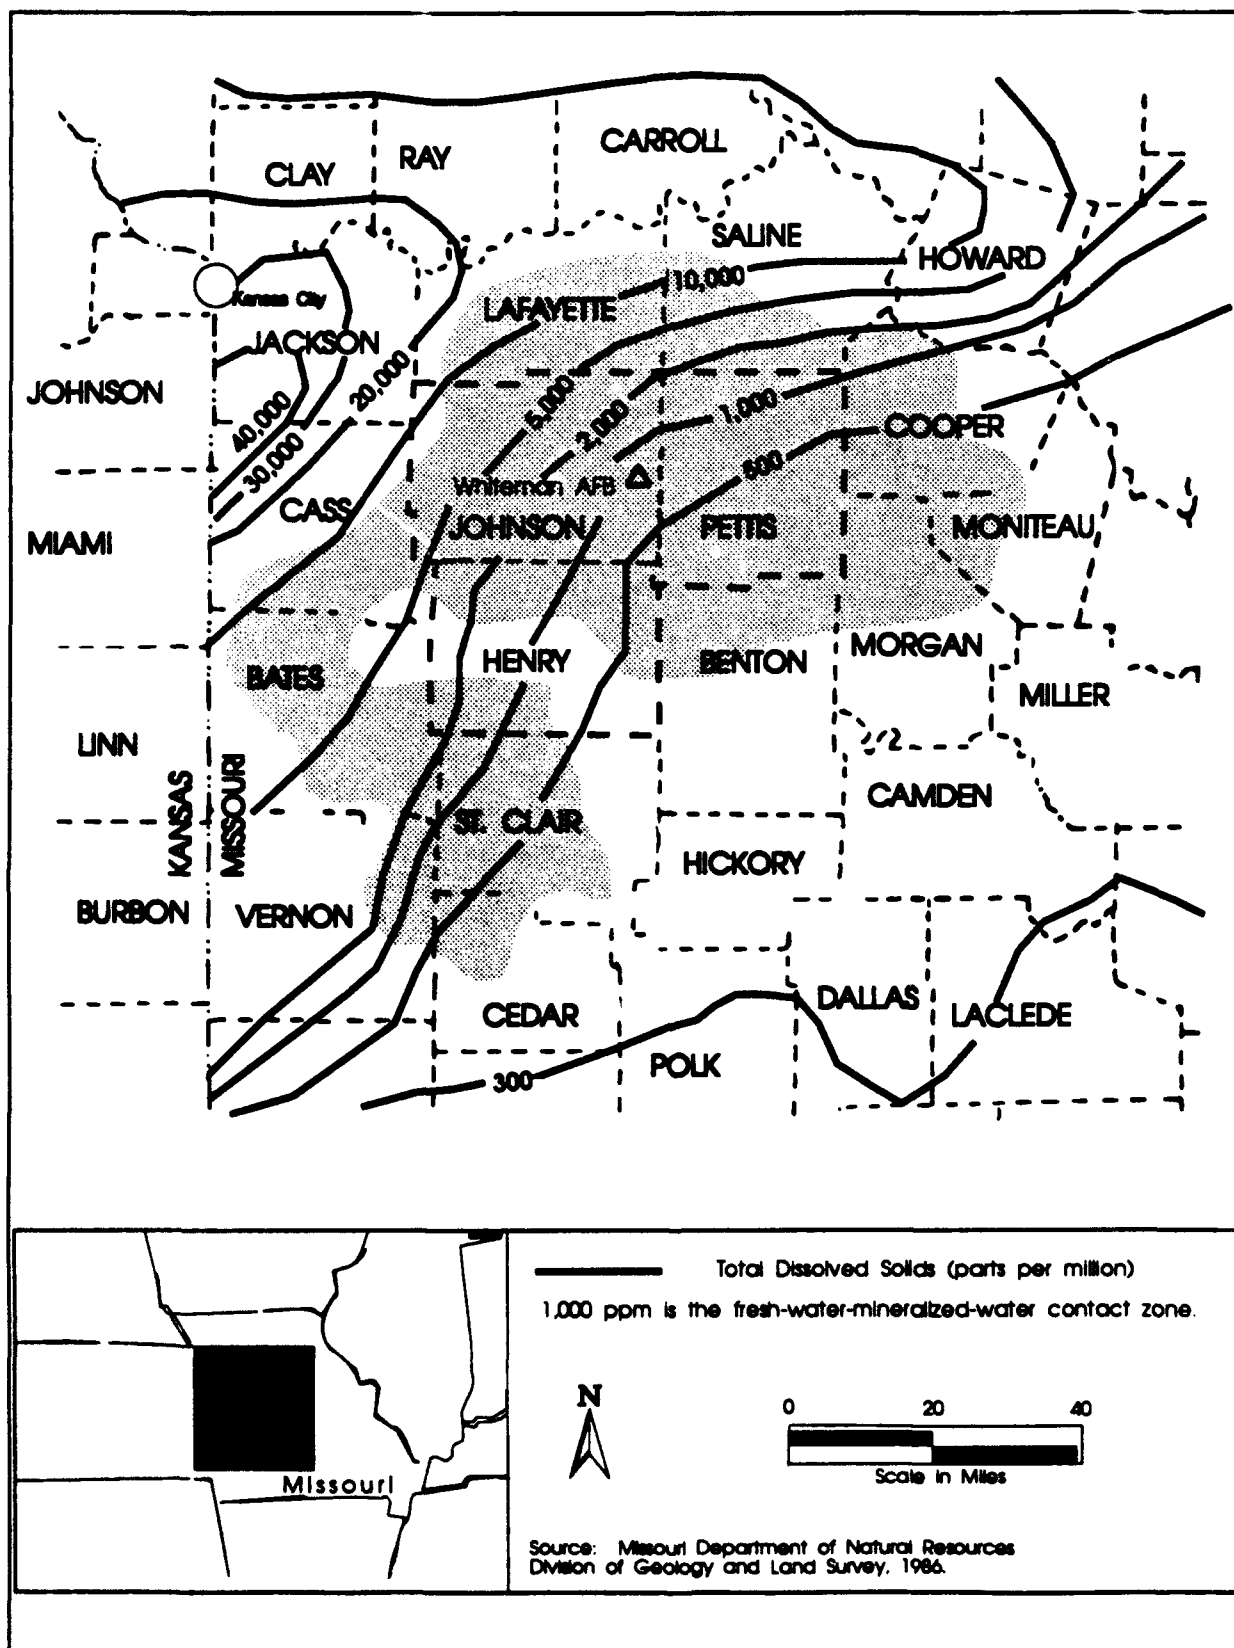 CARROLL
RAY
CLAY
SALINE
HOWARD
10,000
Kansas City
LAFAYETTE
JACKSON
20,000
JOHNSON
5,000
1,000
40,000
2,000
COOPER
30,000
500
Whiteman AFB
CASS
JOHNSON
PETTIS
MONITEAU
MIAMI
HENRY
BENTON
MORGAN
BATES
MILLER
LINN
KANSAS
MISSOURI
CAMDEN
ST. CLAIR
HICKORY
BURBON
VERNON
DALLAS
CEDAR
LACLEDE
POLK
300
Total Dissolved Solids (parts per million)
1,000 ppm is the fresh-water-mineralized-water contact zone.
N
0 20 40
Scale in Miles
Missouri
Source: Missouri Department of Natural Resources
Division of Geology and Land Survey, 1986.